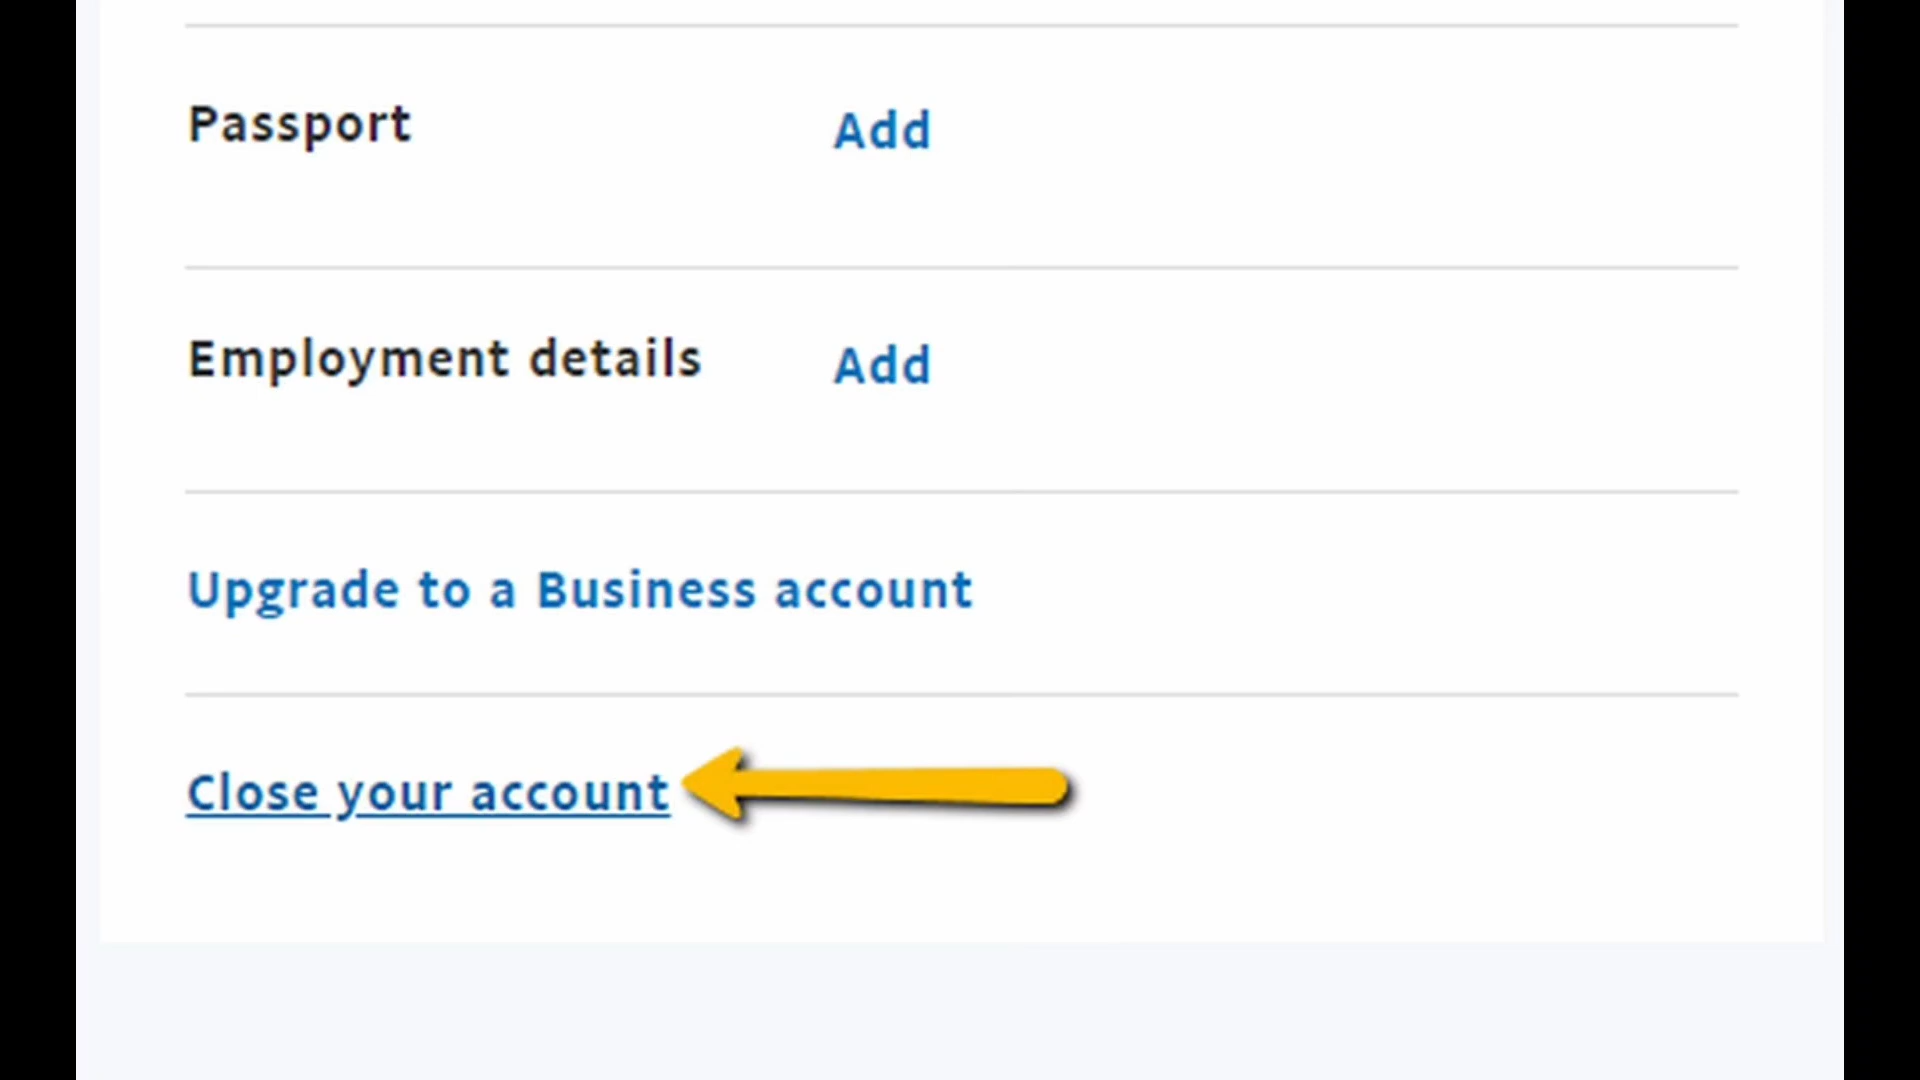 Passport Add
Employment details Add
Upgrade to a Business account
Close your account